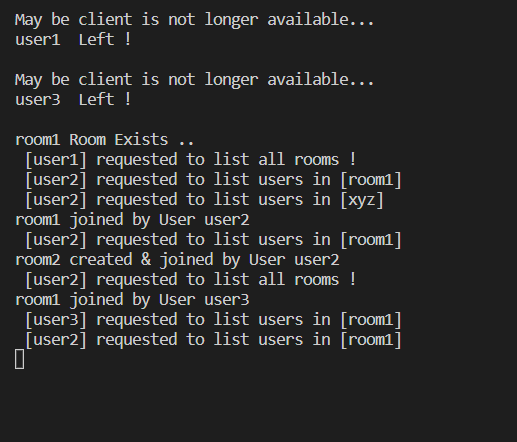 May be client is not longer available...
user1  Left !

May be client is not longer available...
user3  Left !

room1 Room Exists ..
 [user1] requested to list all rooms !
 [user2] requested to list users in [room1]
 [user2] requested to list users in [xyz]
room1 joined by User user2
 [user2] requested to list users in [room1]
room2 created & joined by User user2
 [user2] requested to list all rooms !
room1 joined by User user3
 [user3] requested to list users in [room1]
 [user2] requested to list users in [room1]